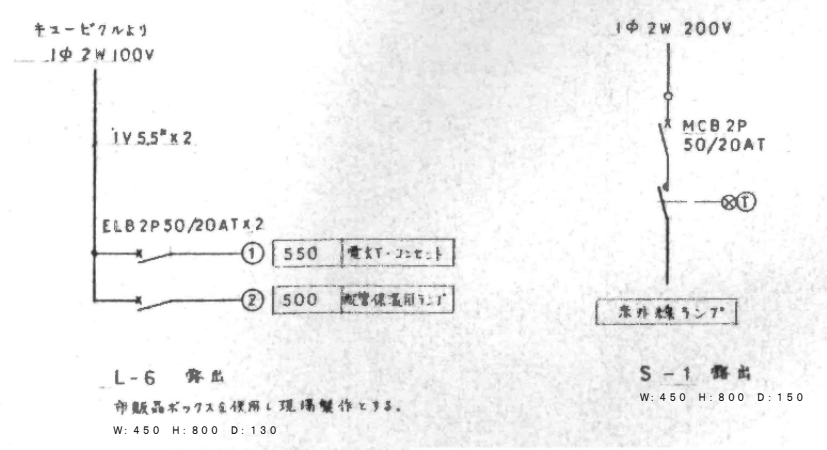 キュービクルより
1φ 2W 100V
IV 5.5□×2
ELB 2P 50/20AT×2
① 550 電灯・コンセント
② 500 配管保温用ランプ
L-6 露出
市販品ボックスを使用し現場製作とする。
W:450 H:800 D:130
1φ 2W 200V
MCB 2P
50/20AT
T
赤外線ランプ
S-1 露出
W:450 H:800 D:150